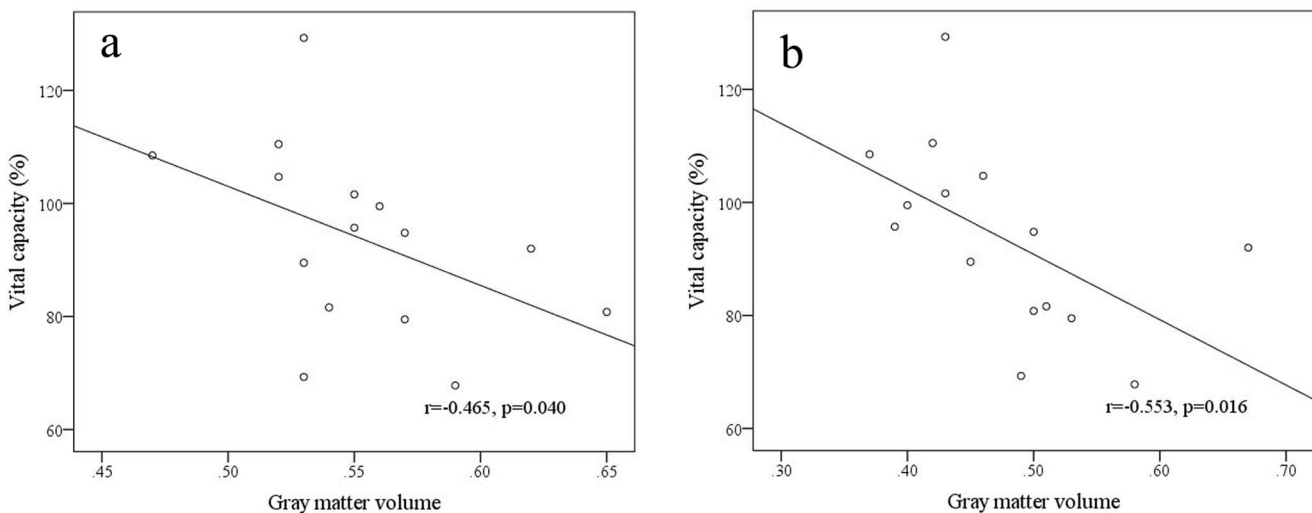 a
120
100
80
60
Vital capacity (%)
r=-0.465, p=0.040
.45 .50 .55 .60 .65
Gray matter volume
b
120
100
80
60
Vital capacity (%)
r=-0.553, p=0.016
.30 .40 .50 .60 .70
Gray matter volume